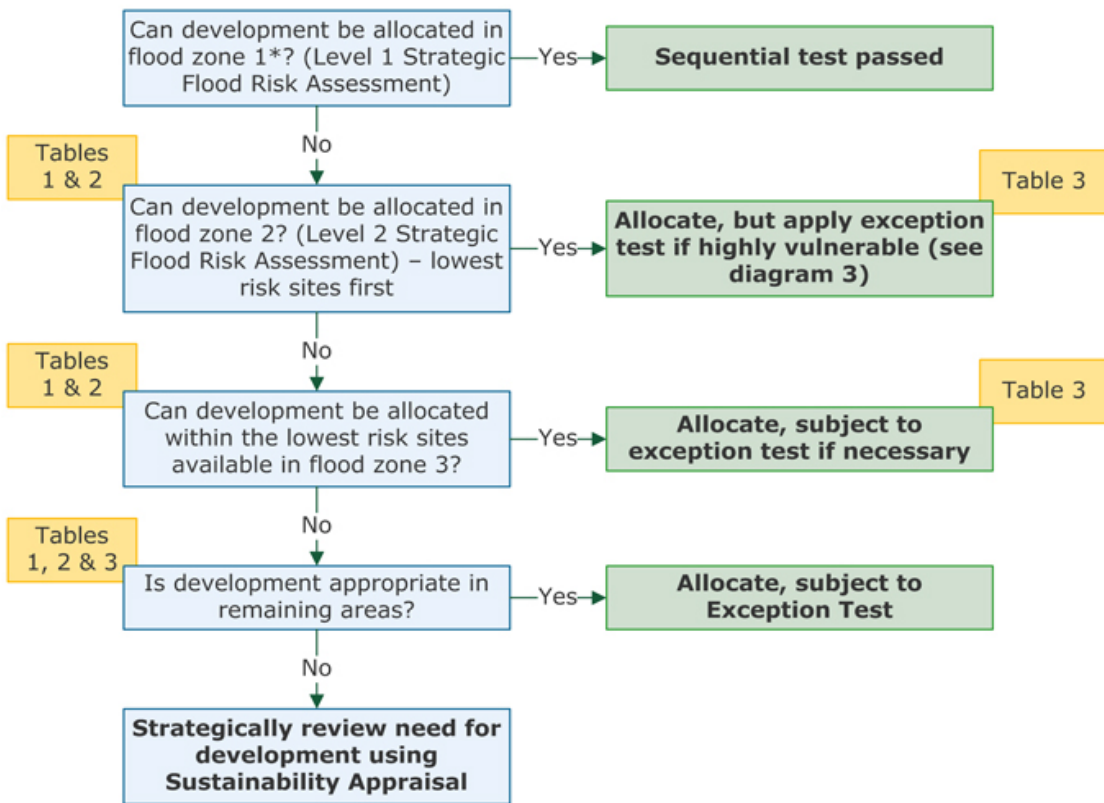 Can development be allocated in
flood zone 1*? (Level 1 Strategic
Flood Risk Assessment)
Yes
Sequential test passed
No
Tables
1 & 2
Can development be allocated in
flood zone 2? (Level 2 Strategic
Flood Risk Assessment) – lowest
risk sites first
Yes
Table 3
Allocate, but apply exception
test if highly vulnerable (see
diagram 3)
No
Tables
1 & 2
Can development be allocated
within the lowest risk sites
available in flood zone 3?
Yes
Table 3
Allocate, subject to
exception test if necessary
No
Tables
1, 2 & 3
Is development appropriate in
remaining areas?
Yes
Allocate, subject to
Exception Test
No
Strategically review need for
development using
Sustainability Appraisal